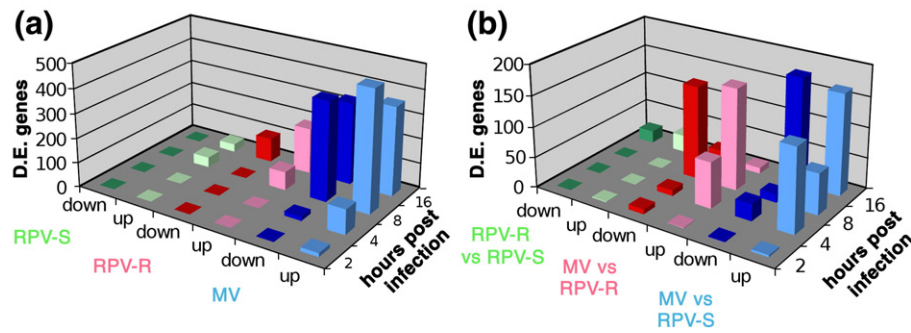 (a)
D.E. genes
500
400
300
200
100
0
down
up
down
up
down
up
RPV-S
RPV-R
MV
2
4
8
16
hours post
infection
(b)
D.E. genes
200
150
100
50
0
down
up
down
up
down
up
RPV-R
vs RPV-S
MV vs
RPV-R
MV vs
RPV-S
2
4
8
16
hours post
infection